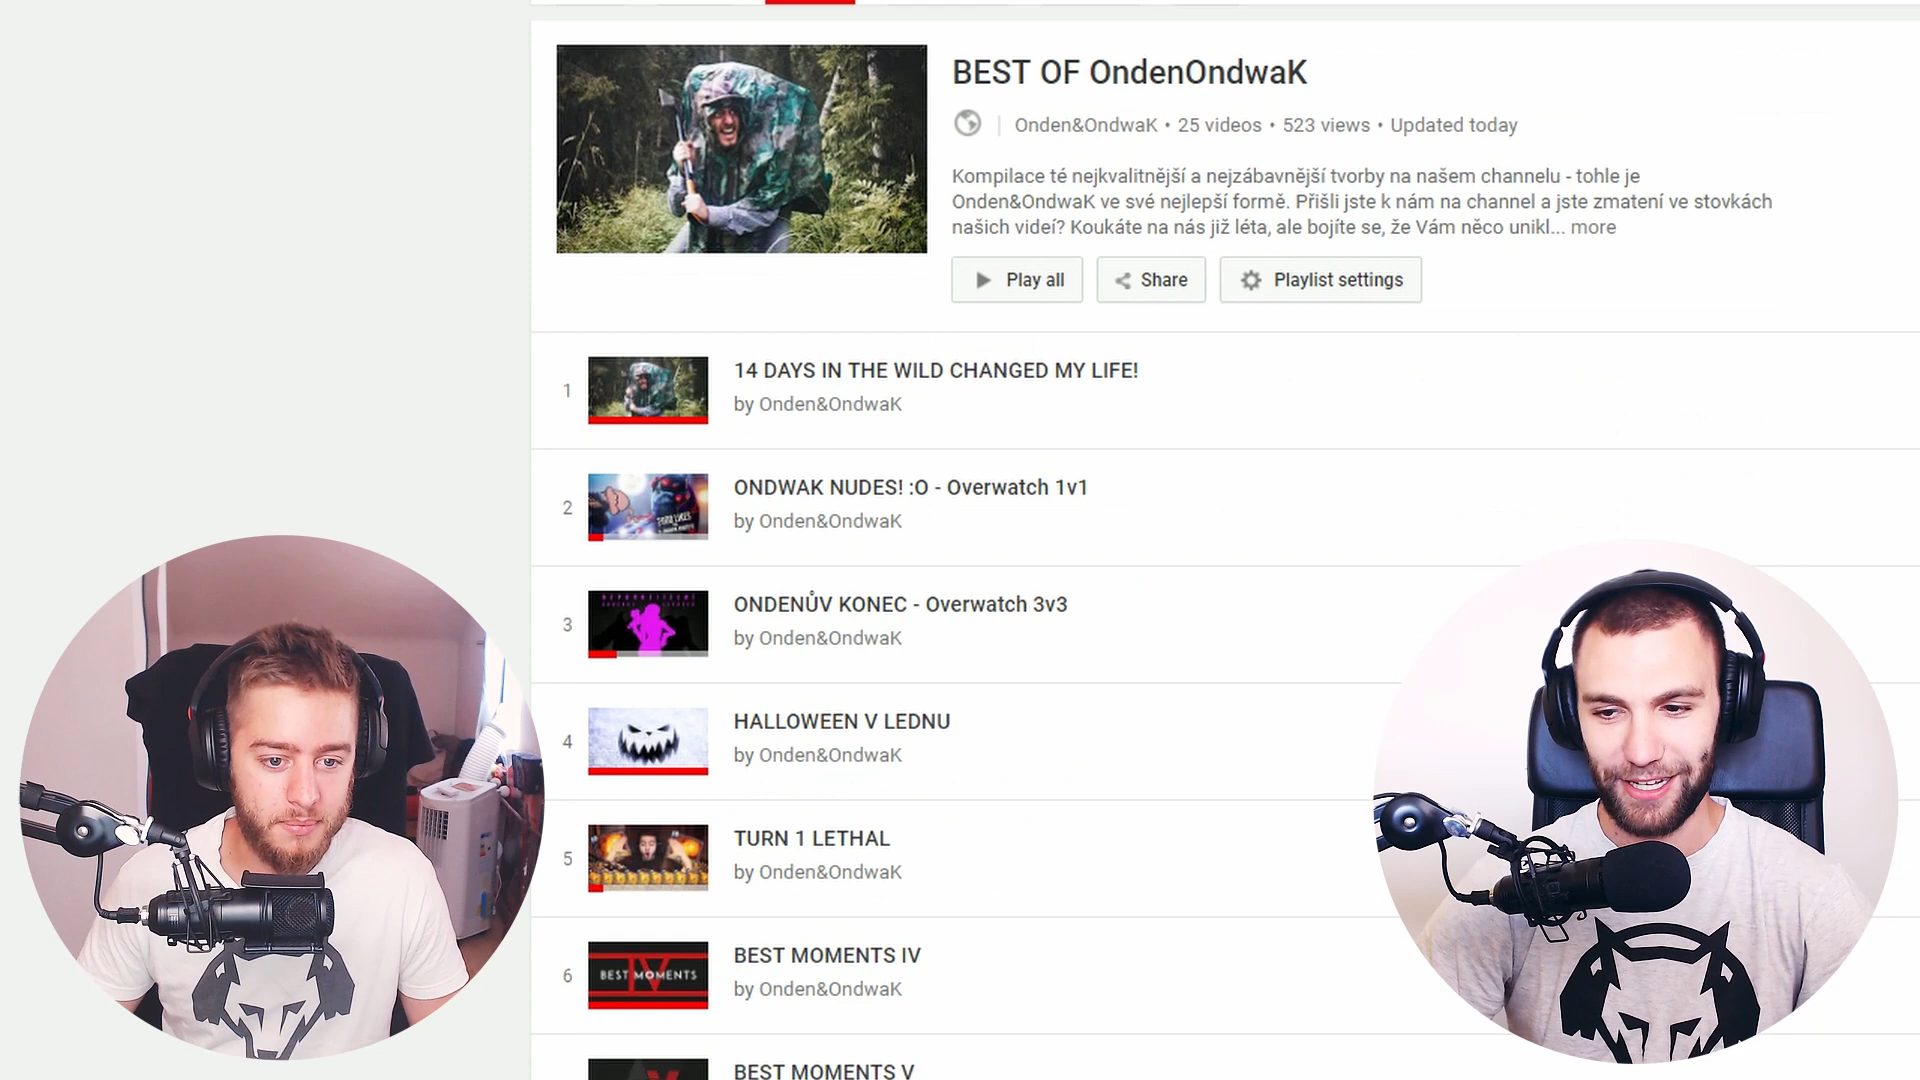 BEST OF OndenOndwaK
Onden&OndwaK • 25 videos • 523 views • Updated today
Kompilace té nejkvalitnější a nejzábavnější tvorby na našem channelu - tohle je
Onden&OndwaK ve své nejlepší formě. Přišli jste k nám na channel a jste zmatení ve stovkách
našich videí? Koukáte na nás již léta, ale bojíte se, že Vám něco unikl... more
Play all
Share
Playlist settings
1
14 DAYS IN THE WILD CHANGED MY LIFE!
by Onden&OndwaK
2
ONDWAK NUDES! :O - Overwatch 1v1
by Onden&OndwaK
3
ONDENŮV KONEC - Overwatch 3v3
by Onden&OndwaK
4
HALLOWEEN V LEDNU
by Onden&OndwaK
5
TURN 1 LETHAL
by Onden&OndwaK
6
BEST MOMENTS
IV
BEST MOMENTS IV
by Onden&OndwaK
BEST MOMENTS V